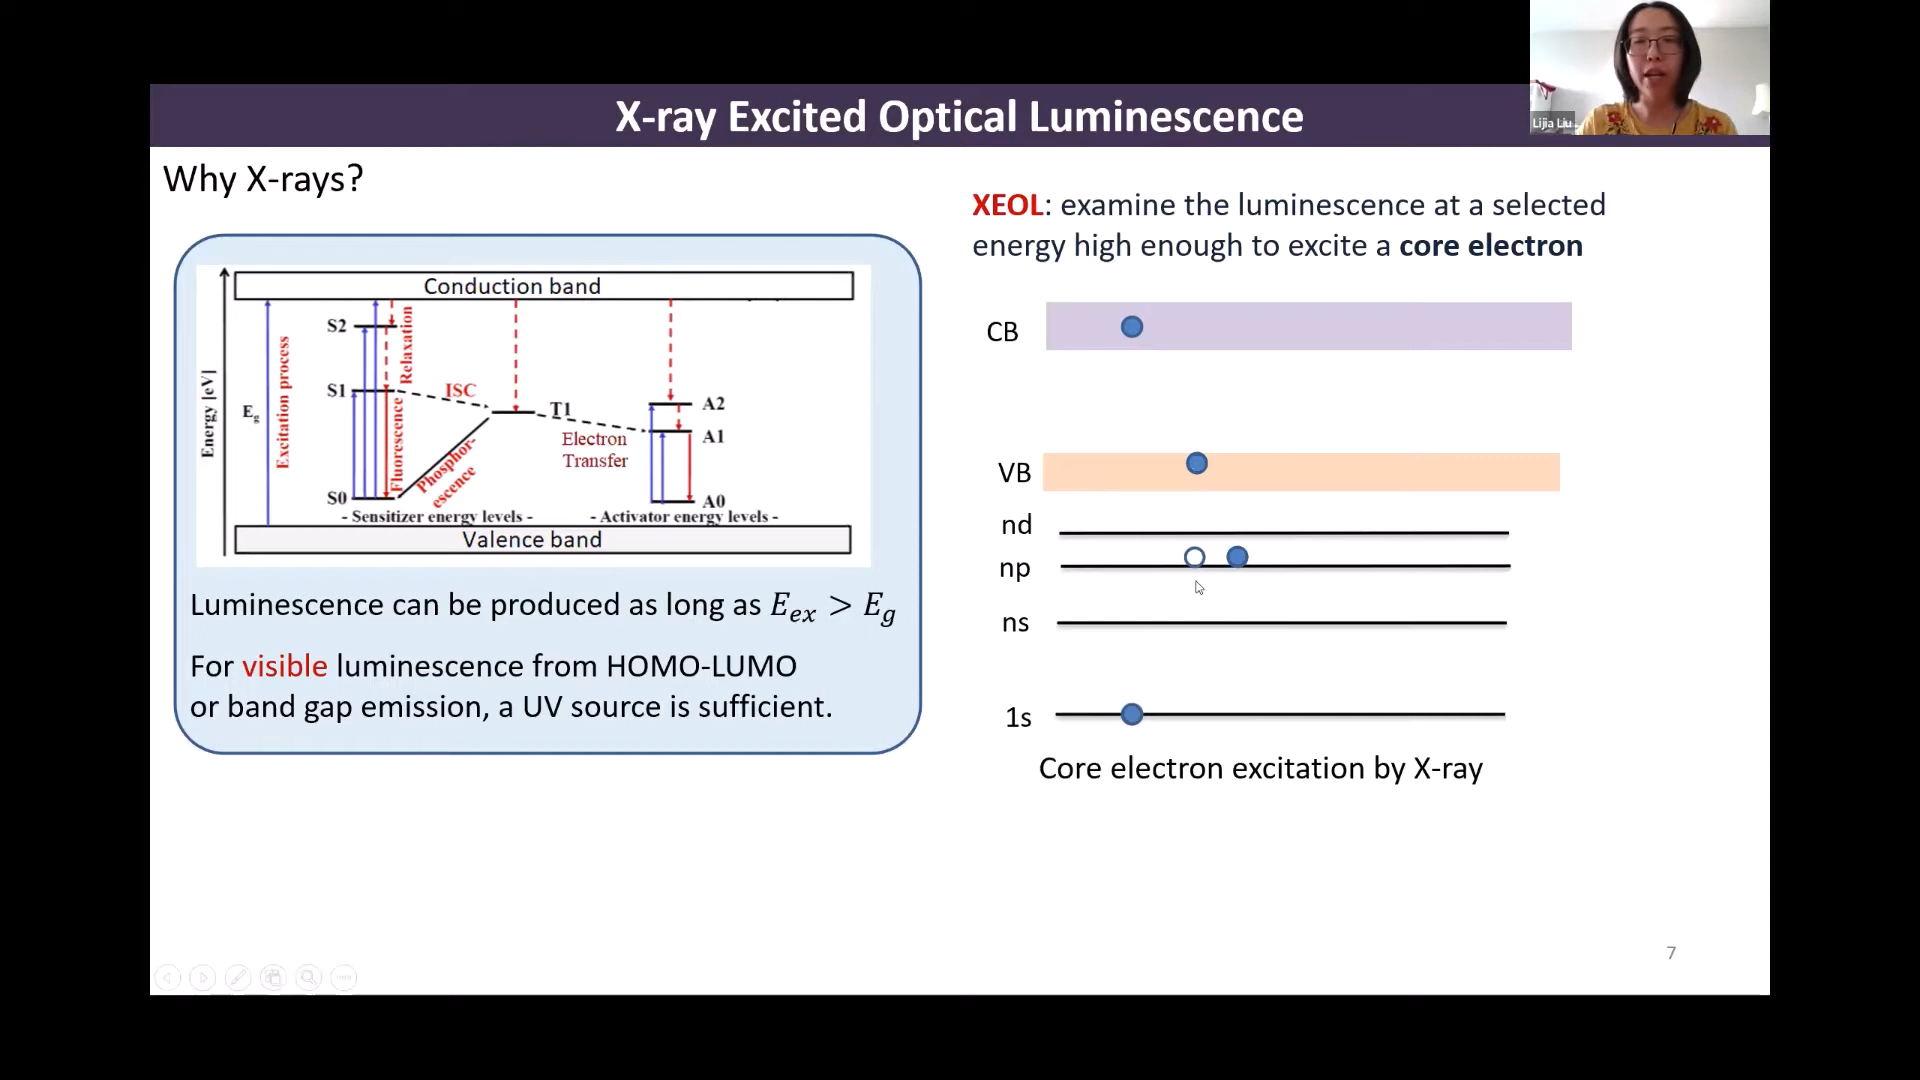 X-ray Excited Optical Luminescence
Lijia Liu
Why X-rays?
Conduction band
S2
Relaxation
S1
ISC
T1
A2
A1
Energy [eV]
Eg
Excitation process
Fluorescence
Phosphor-
escence
Electron
Transfer
S0
A0
- Sensitizer energy levels -
- Activator energy levels -
Valence band
Luminescence can be produced as long as Eex > Eg
For visible luminescence from HOMO-LUMO
or band gap emission, a UV source is sufficient.
XEOL: examine the luminescence at a selected
energy high enough to excite a core electron
CB
VB
nd
np
ns
1s
Core electron excitation by X-ray
7